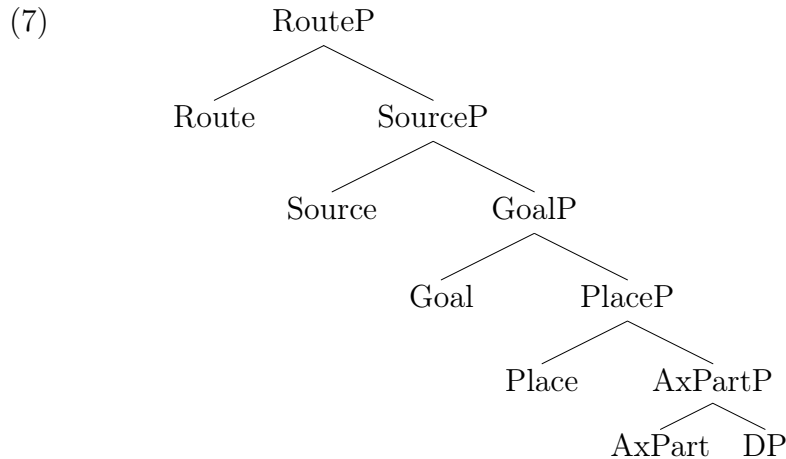 (7) RouteP
Route SourceP
Source GoalP
Goal PlaceP
Place AxPartP
AxPart DP